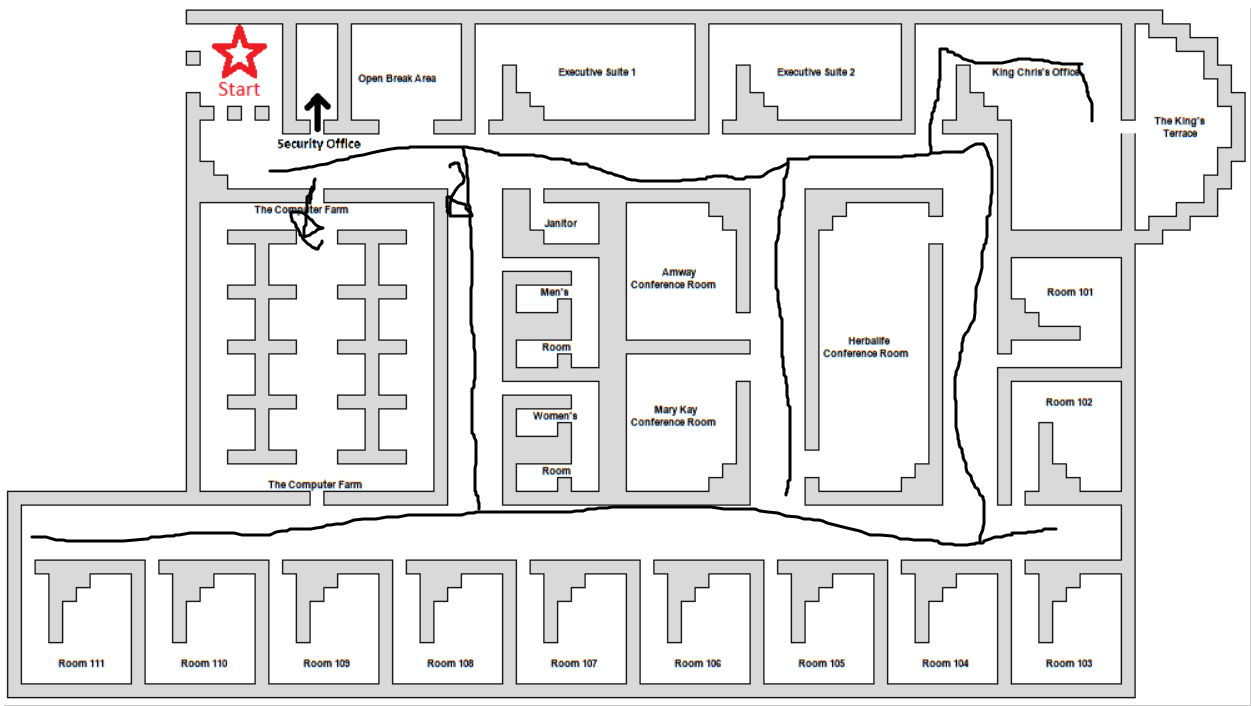 Start
Open Break Area
Executive Suite 1
Executive Suite 2
King Chris's Office
The King's
Terrace
Security Office
The Computer Farm
Janitor
Amway
Conference Room
Men's
Room
Room 101
Herbalife
Conference Room
Mary Kay
Conference Room
Women's
Room
Room 102
The Computer Farm
Room 111
Room 110
Room 109
Room 108
Room 107
Room 106
Room 105
Room 104
Room 103